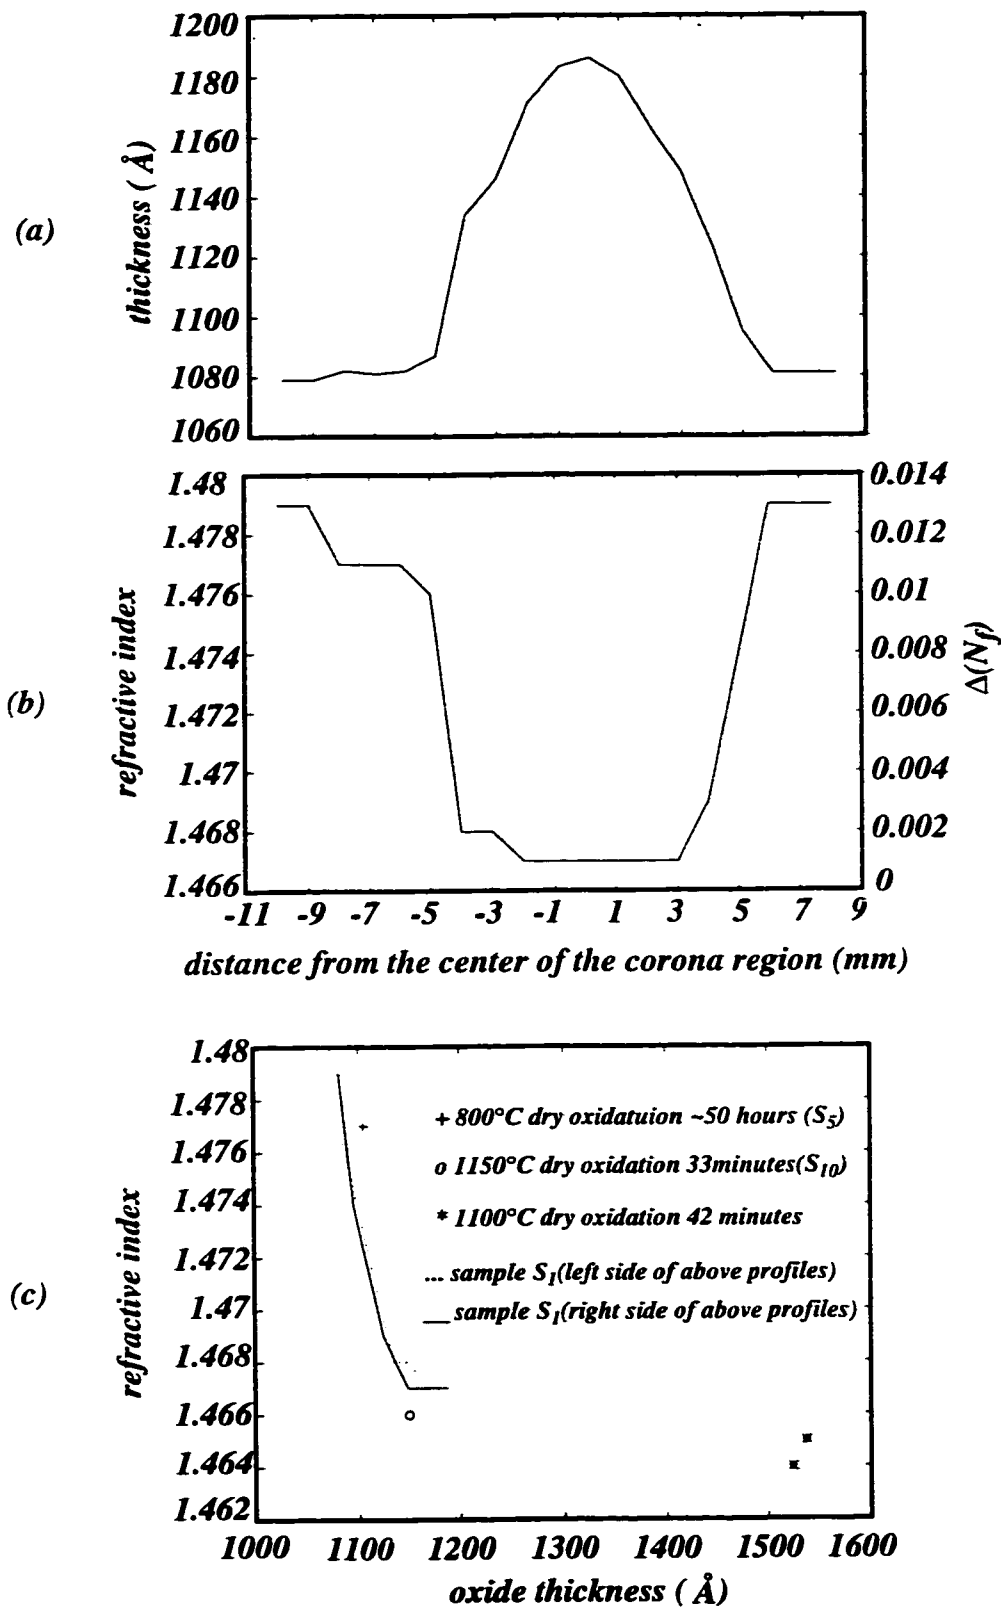 (a)
thickness ( Å)
1200
1180
1160
1140
1120
1100
1080
1060
(b)
refractive index
1.48
1.478
1.476
1.474
1.472
1.47
1.468
1.466
0.014
0.012
0.01
0.008
0.006
0.004
0.002
0
Δ(Nf)
-11 -9 -7 -5 -3 -1 1 3 5 7 9
distance from the center of the corona region (mm)
(c)
refractive index
1.48
1.478
1.476
1.474
1.472
1.47
1.468
1.466
1.464
1.462
+ 800°C dry oxidatuion ~50 hours (S5)
o 1150°C dry oxidation 33minutes(S10)
* 1100°C dry oxidation 42 minutes
... sample S1(left side of above profiles)
__ sample S1(right side of above profiles)
1000 1100 1200 1300 1400 1500 1600
oxide thickness ( Å)